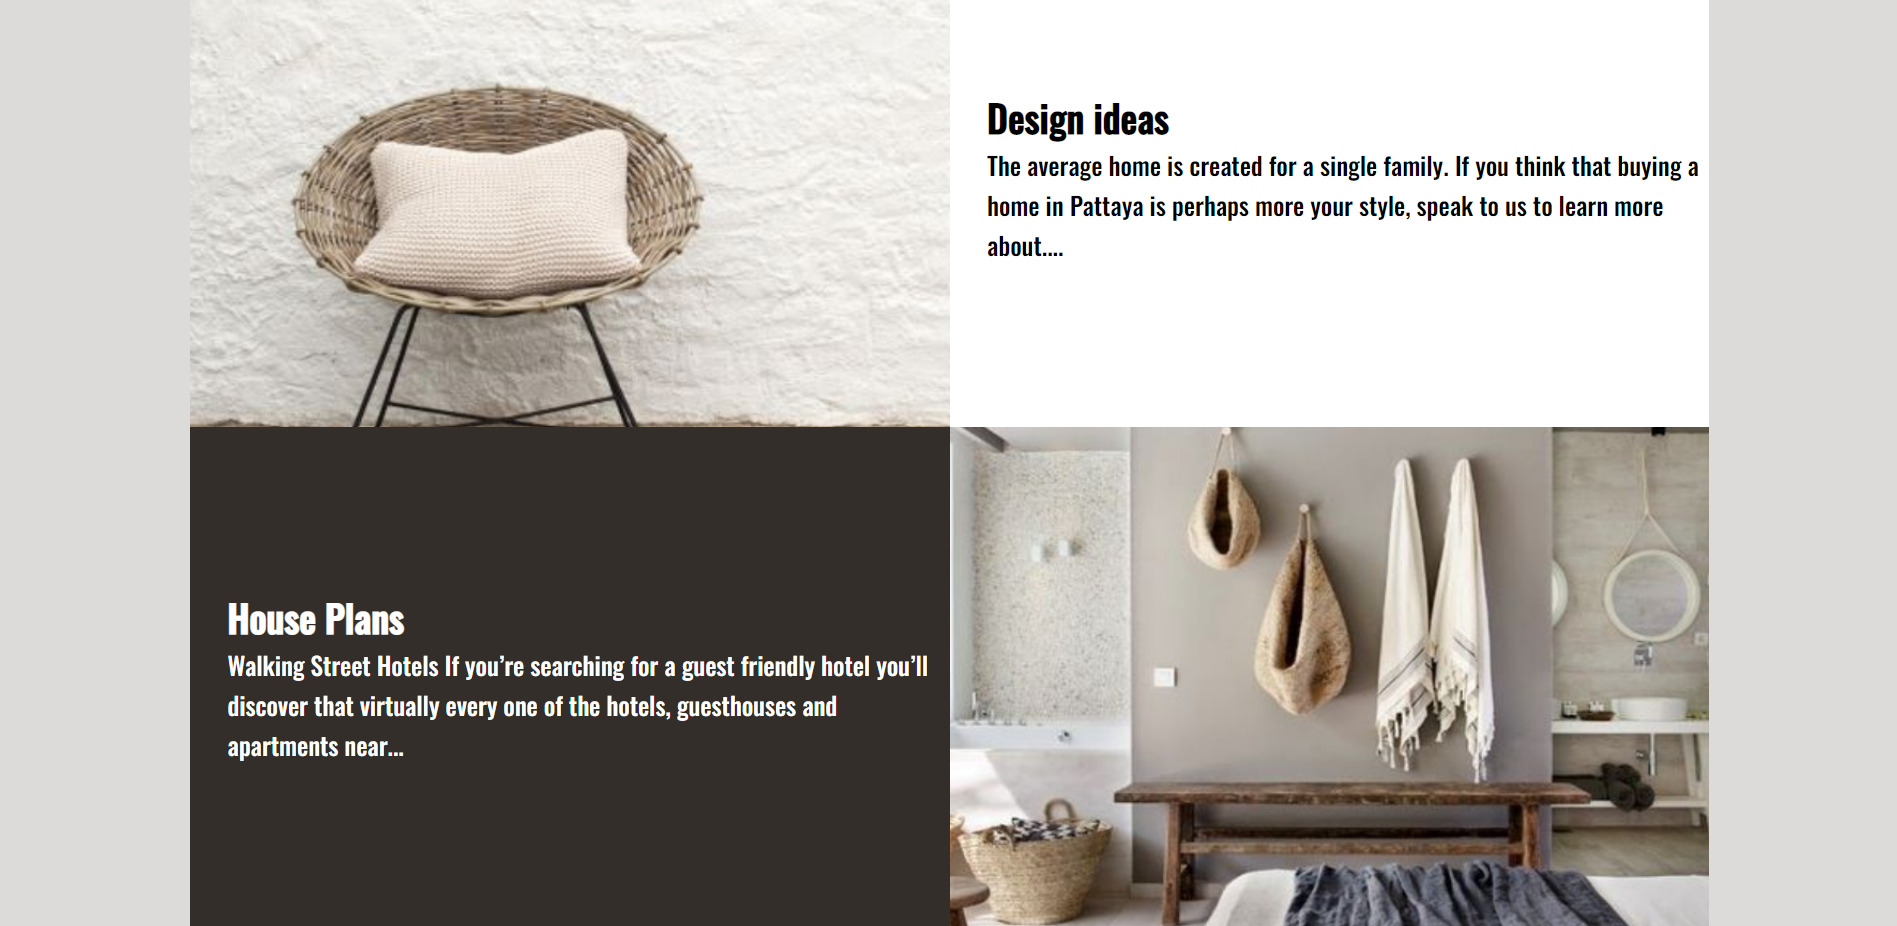 Design ideas
The average home is created for a single family. If you think that buying a
home in Pattaya is perhaps more your style, speak to us to learn more
about....
House Plans
Walking Street Hotels If you’re searching for a guest friendly hotel you’ll
discover that virtually every one of the hotels, guesthouses and
apartments near...